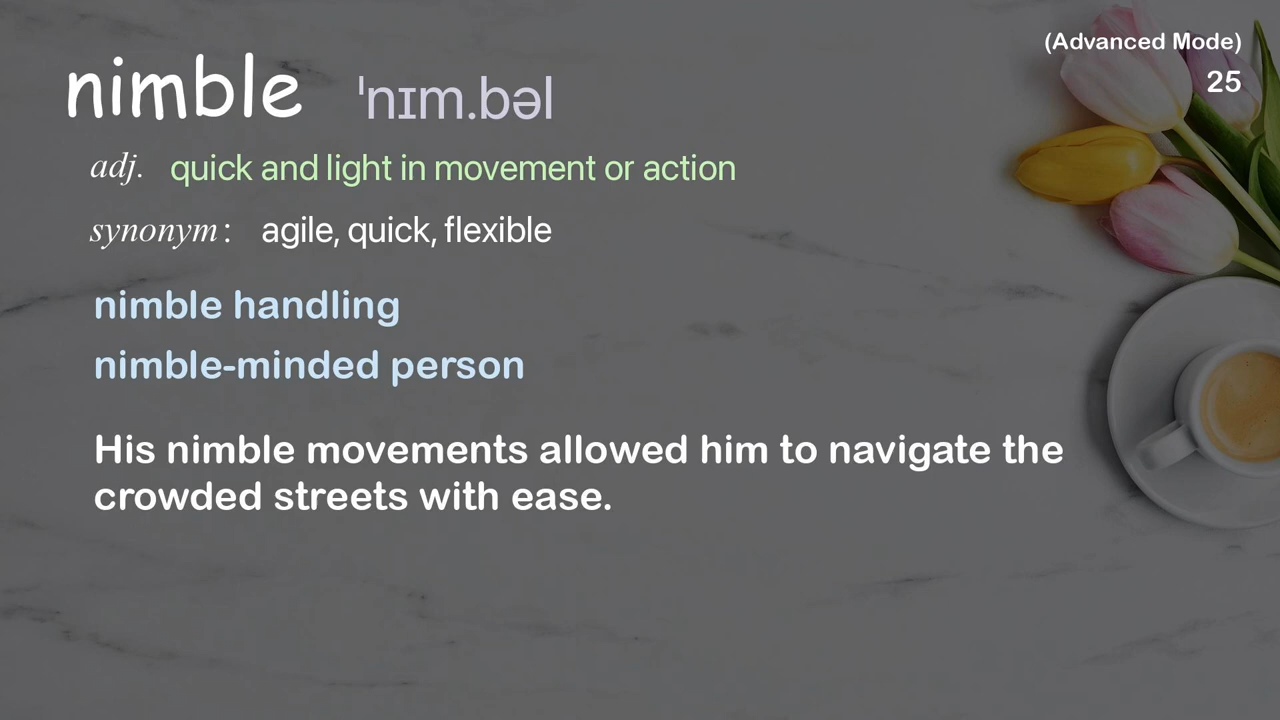 nimble ˈnɪm.bəl
(Advanced Mode)
25
adj. quick and light in movement or action
synonym: agile, quick, flexible
nimble handling
nimble-minded person
His nimble movements allowed him to navigate the
crowded streets with ease.